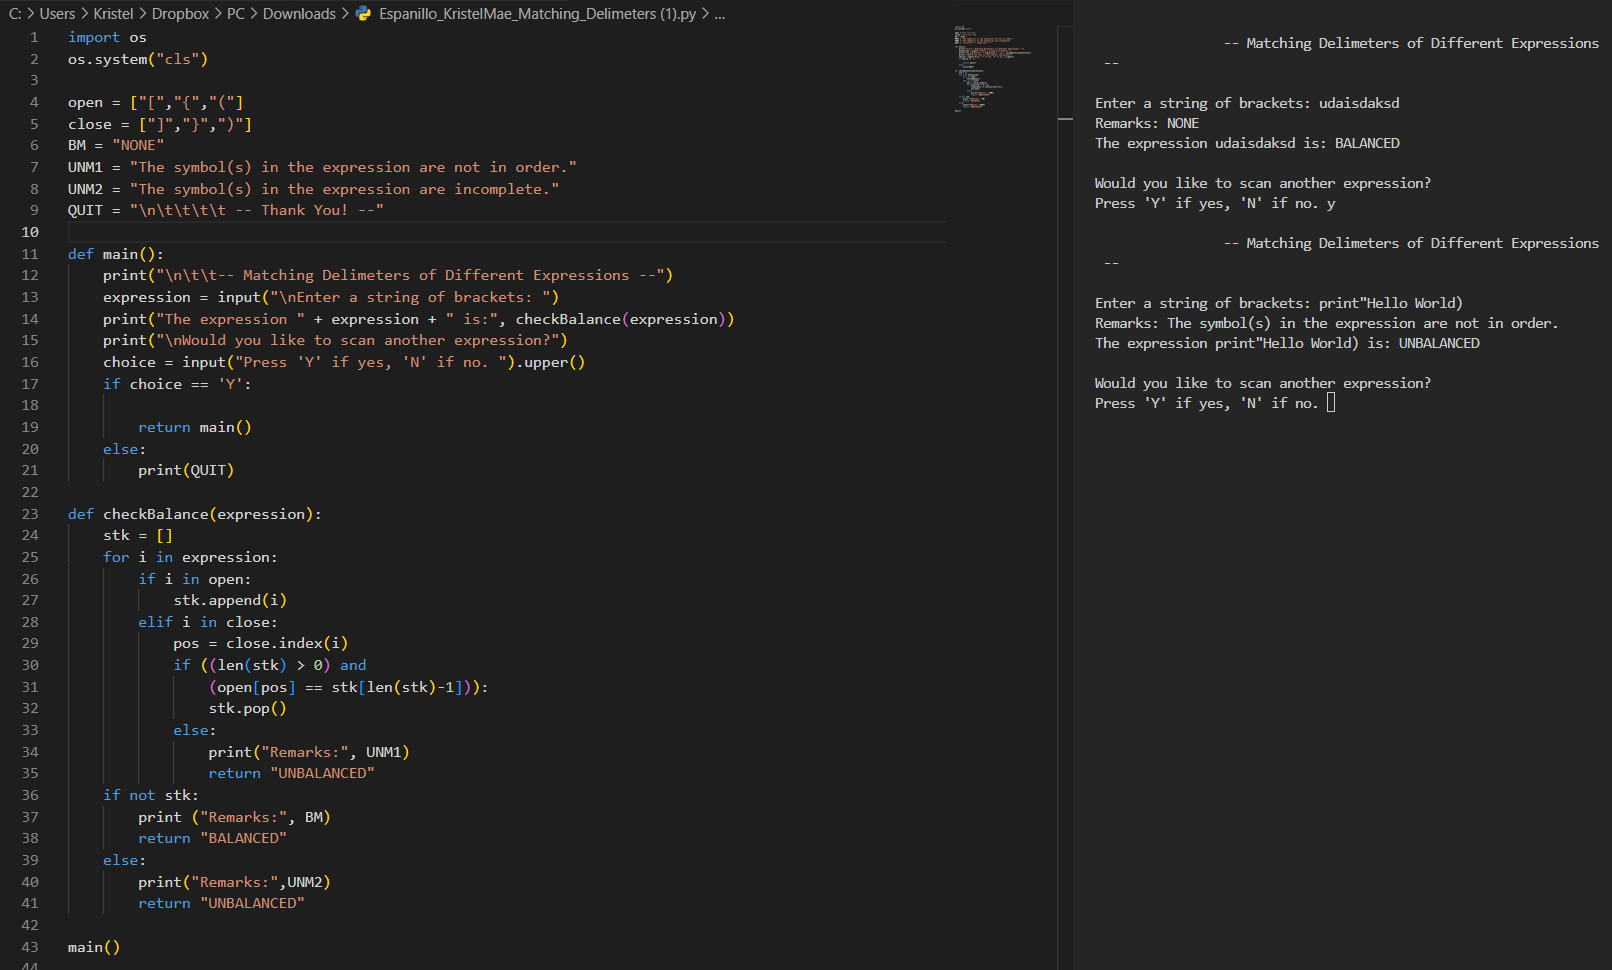 C: > Users > Kristel > Dropbox > PC > Downloads > Espanillo_KristelMae_Matching_Delimeters (1).py > ...
1 import os
2 os.system("cls")
3
4 open = ["[","{","("]
5 close = ["]","}",")"]
6 BM = "NONE"
7 UNM1 = "The symbol(s) in the expression are not in order."
8 UNM2 = "The symbol(s) in the expression are incomplete."
9 QUIT = "\n\t\t\t\t -- Thank You! --"
10
11 def main():
12     print("\n\t\t-- Matching Delimeters of Different Expressions --")
13     expression = input("\nEnter a string of brackets: ")
14     print("The expression " + expression + " is:", checkBalance(expression))
15     print("\nWould you like to scan another expression?")
16     choice = input("Press 'Y' if yes, 'N' if no. ").upper()
17     if choice == 'Y':
18
19         return main()
20     else:
21         print(QUIT)
22
23 def checkBalance(expression):
24     stk = []
25     for i in expression:
26         if i in open:
27             stk.append(i)
28         elif i in close:
29             pos = close.index(i)
30             if ((len(stk) > 0) and
31                 (open[pos] == stk[len(stk)-1])):
32                 stk.pop()
33             else:
34                 print("Remarks:", UNM1)
35                 return "UNBALANCED"
36     if not stk:
37         print ("Remarks:", BM)
38         return "BALANCED"
39     else:
40         print("Remarks:",UNM2)
41         return "UNBALANCED"
42
43 main()
44
-- Matching Delimeters of Different Expressions
--
Enter a string of brackets: udaisdaksd
Remarks: NONE
The expression udaisdaksd is: BALANCED
Would you like to scan another expression?
Press 'Y' if yes, 'N' if no. y
-- Matching Delimeters of Different Expressions
--
Enter a string of brackets: print"Hello World)
Remarks: The symbol(s) in the expression are not in order.
The expression print"Hello World) is: UNBALANCED
Would you like to scan another expression?
Press 'Y' if yes, 'N' if no.